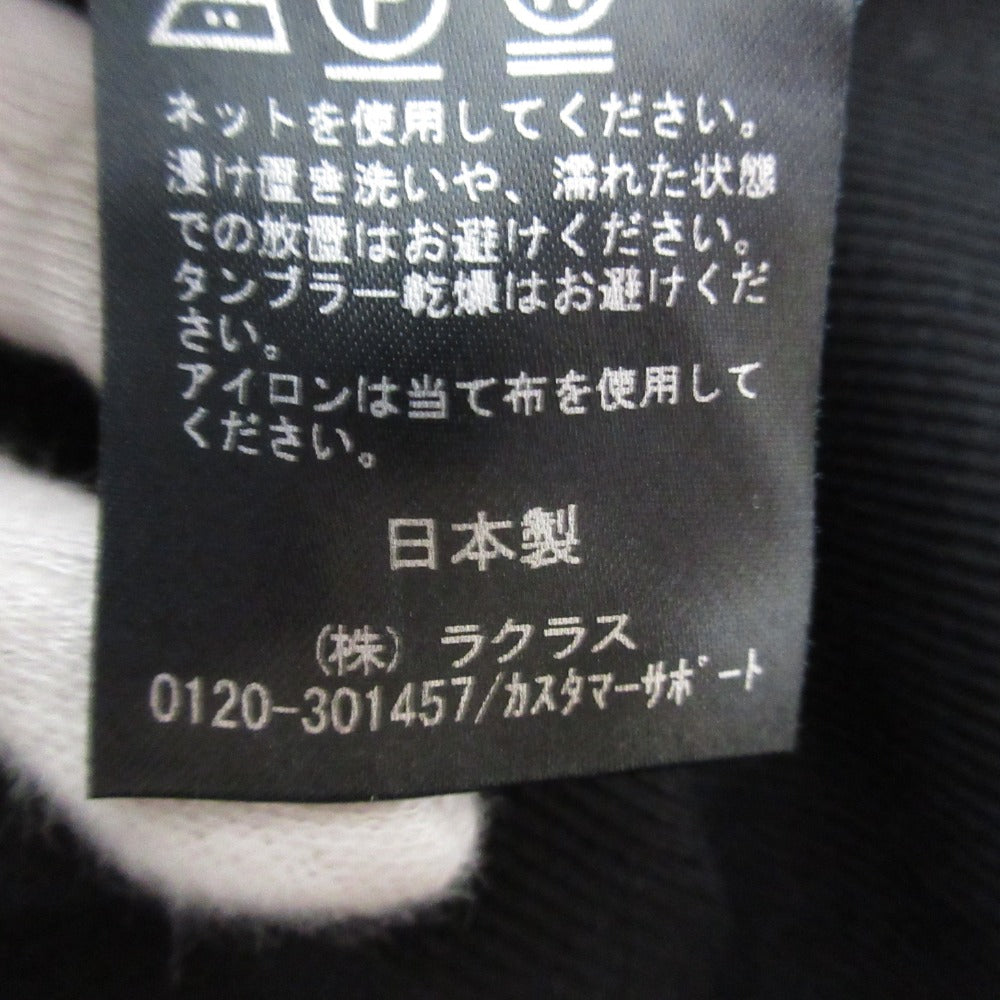 ネットを使用してください。
浸け置き洗いや、濡れた状態
での放置はお避けください。
タンブラー乾燥はお避けくだ
さい。
アイロンは当て布を使用して
ください。
日本製
(株) ラクラス
0120-301457/カスタマーサポート